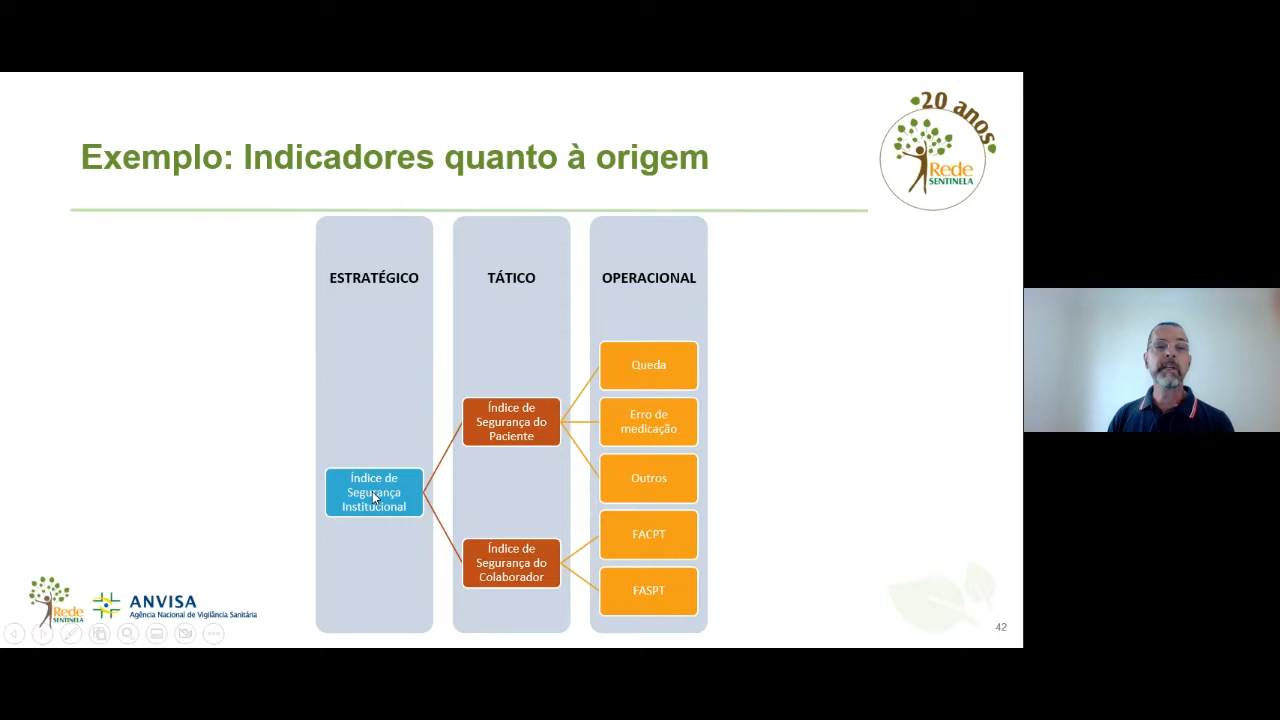 20 anos
Rede
SENTINELA
Exemplo: Indicadores quanto à origem
ESTRATÉGICO
TÁTICO
OPERACIONAL
Índice de
Segurança
Institucional
Índice de
Segurança do
Paciente
Índice de
Segurança do
Colaborador
Queda
Erro de
medicação
Outros
FACPT
FASPT
Rede
SENTINELA
ANVISA
Agência Nacional de Vigilância Sanitária
42